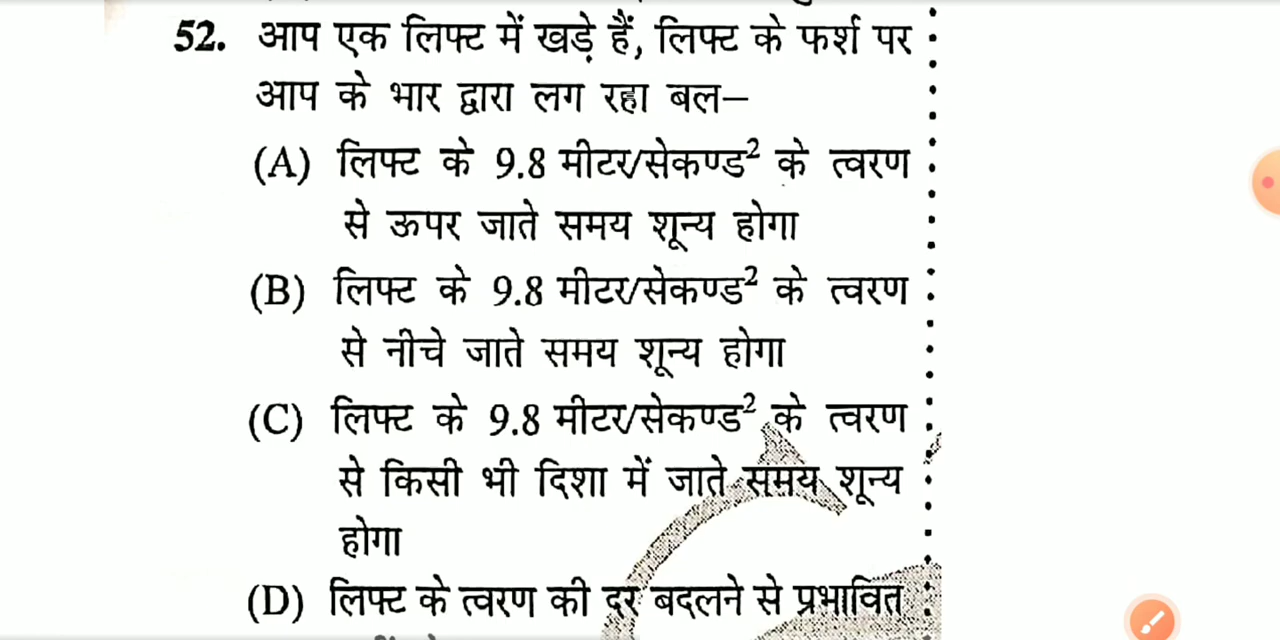 52. आप एक लिफ्ट में खड़े हैं, लिफ्ट के फर्श पर
आप के भार द्वारा लग रहा बल–
(A) लिफ्ट के 9.8 मीटर/सेकण्ड² के त्वरण
से ऊपर जाते समय शून्य होगा
(B) लिफ्ट के 9.8 मीटर/सेकण्ड² के त्वरण
से नीचे जाते समय शून्य होगा
(C) लिफ्ट के 9.8 मीटर/सेकण्ड² के त्वरण
से किसी भी दिशा में जाते समय शून्य
होगा
(D) लिफ्ट के त्वरण की दर बदलने से प्रभावित